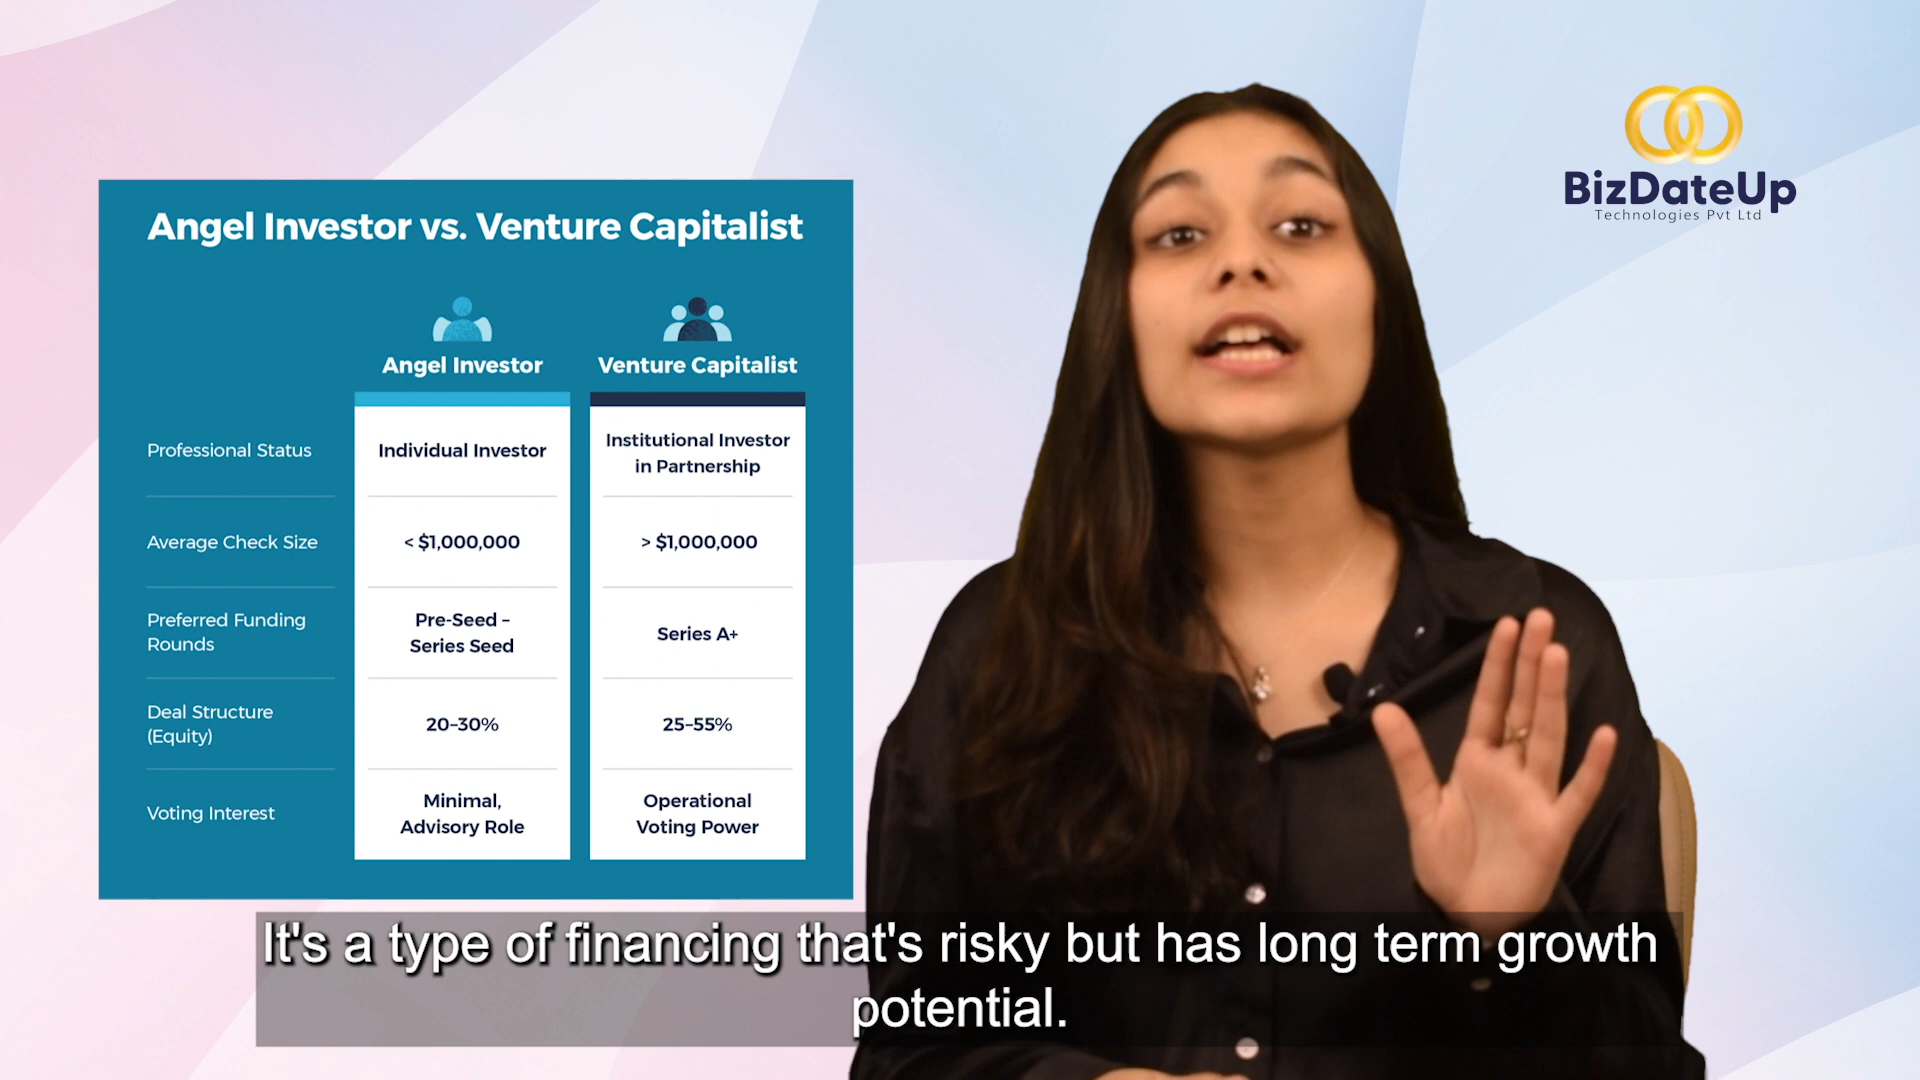 BizDateUp
Technologies Pvt Ltd
Angel Investor vs. Venture Capitalist
Angel Investor
Venture Capitalist
Professional Status
Individual Investor
Institutional Investor
in Partnership
Average Check Size
< $1,000,000
> $1,000,000
Preferred Funding
Rounds
Pre-Seed –
Series Seed
Series A+
Deal Structure
(Equity)
20–30%
25–55%
Voting Interest
Minimal,
Advisory Role
Operational
Voting Power
It's a type of financing that's risky but has long term growth
potential.